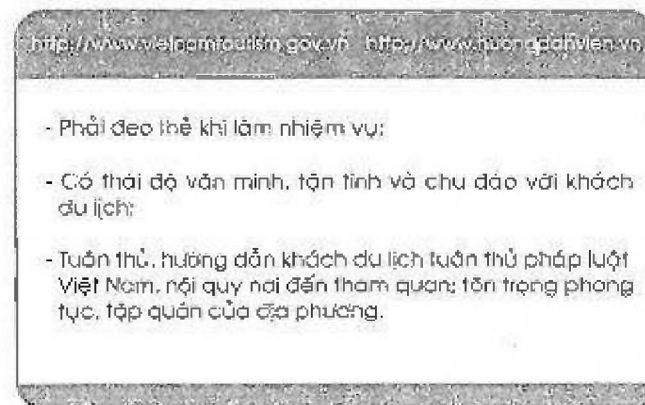 http://www.vietnamtourism.gov.vn http://www.huongdanvien.vn
- Phải đeo thẻ khi làm nhiệm vụ;
- Có thái độ văn minh, tận tình và chu đáo với khách
du lịch;
- Tuân thủ, hướng dẫn khách du lịch tuân thủ pháp luật
Việt Nam, nội quy nơi đến tham quan; tôn trọng phong
tục, tập quán của địa phương.